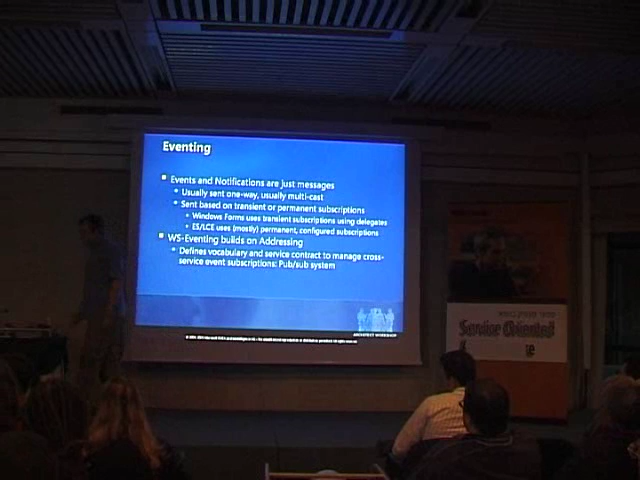 Eventing
Events and Notifications are just messages
Usually sent one-way, usually multi-cast
Sent based on transient or permanent subscriptions
Windows Forms uses transient subscriptions using delegates
ES/LCE uses (mostly) permanent, configured subscriptions
WS-Eventing builds on Addressing
Defines vocabulary and service contract to manage cross-
service event subscriptions: Pub/sub system
ARCHITECT WORKSHOP
Service Oriented